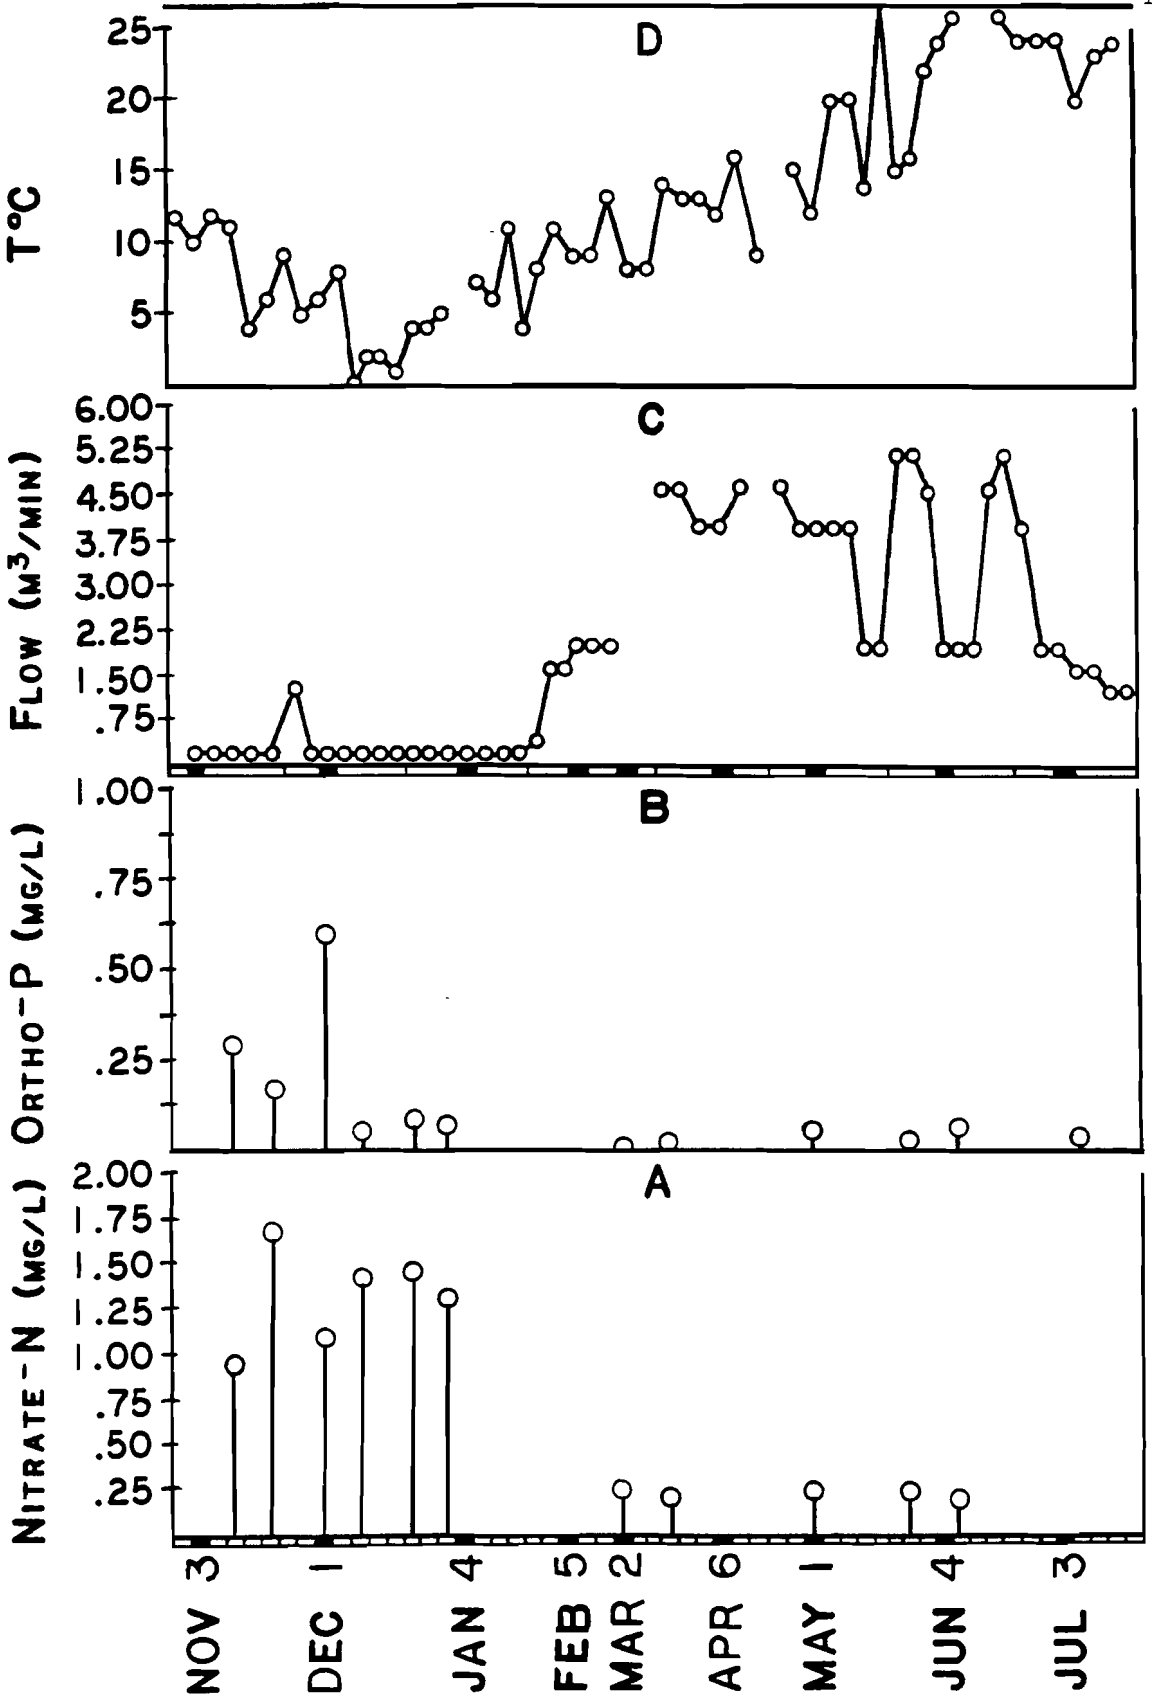 D
25
20
15
10
5
T°C
C
6.00
5.25
4.50
3.75
3.00
2.25
1.50
.75
FLOW (M³/MIN)
B
1.00
.75
.50
.25
ORTHO-P (MG/L)
A
2.00
1.75
1.50
1.25
1.00
.75
.50
.25
NITRATE-N (MG/L)
NOV 3
DEC 1
JAN 4
FEB 5
MAR 2
APR 6
MAY 1
JUN 4
JUL 3